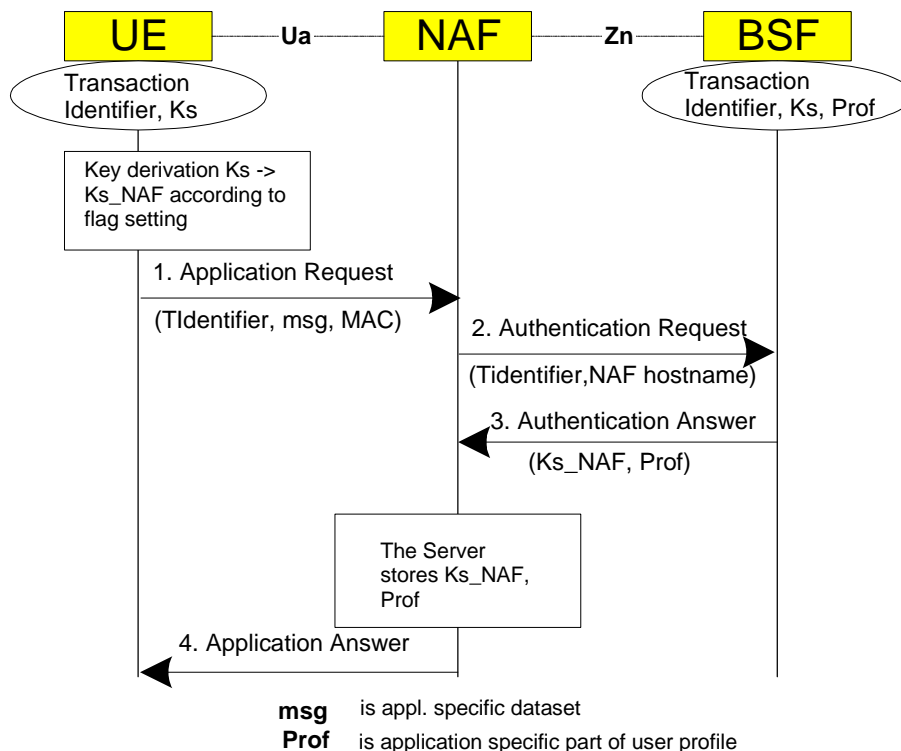 UE
Ua
NAF
Zn
BSF
Transaction
Identifier, Ks
Transaction
Identifier, Ks, Prof
Key derivation Ks ->
Ks_NAF according to
flag setting
1. Application Request
(TIdentifier, msg, MAC)
2. Authentication Request
(Tidentifier,NAF hostname)
3. Authentication Answer
(Ks_NAF, Prof)
The Server
stores Ks_NAF,
Prof
4. Application Answer
msg is appl. specific dataset
Prof is application specific part of user profile